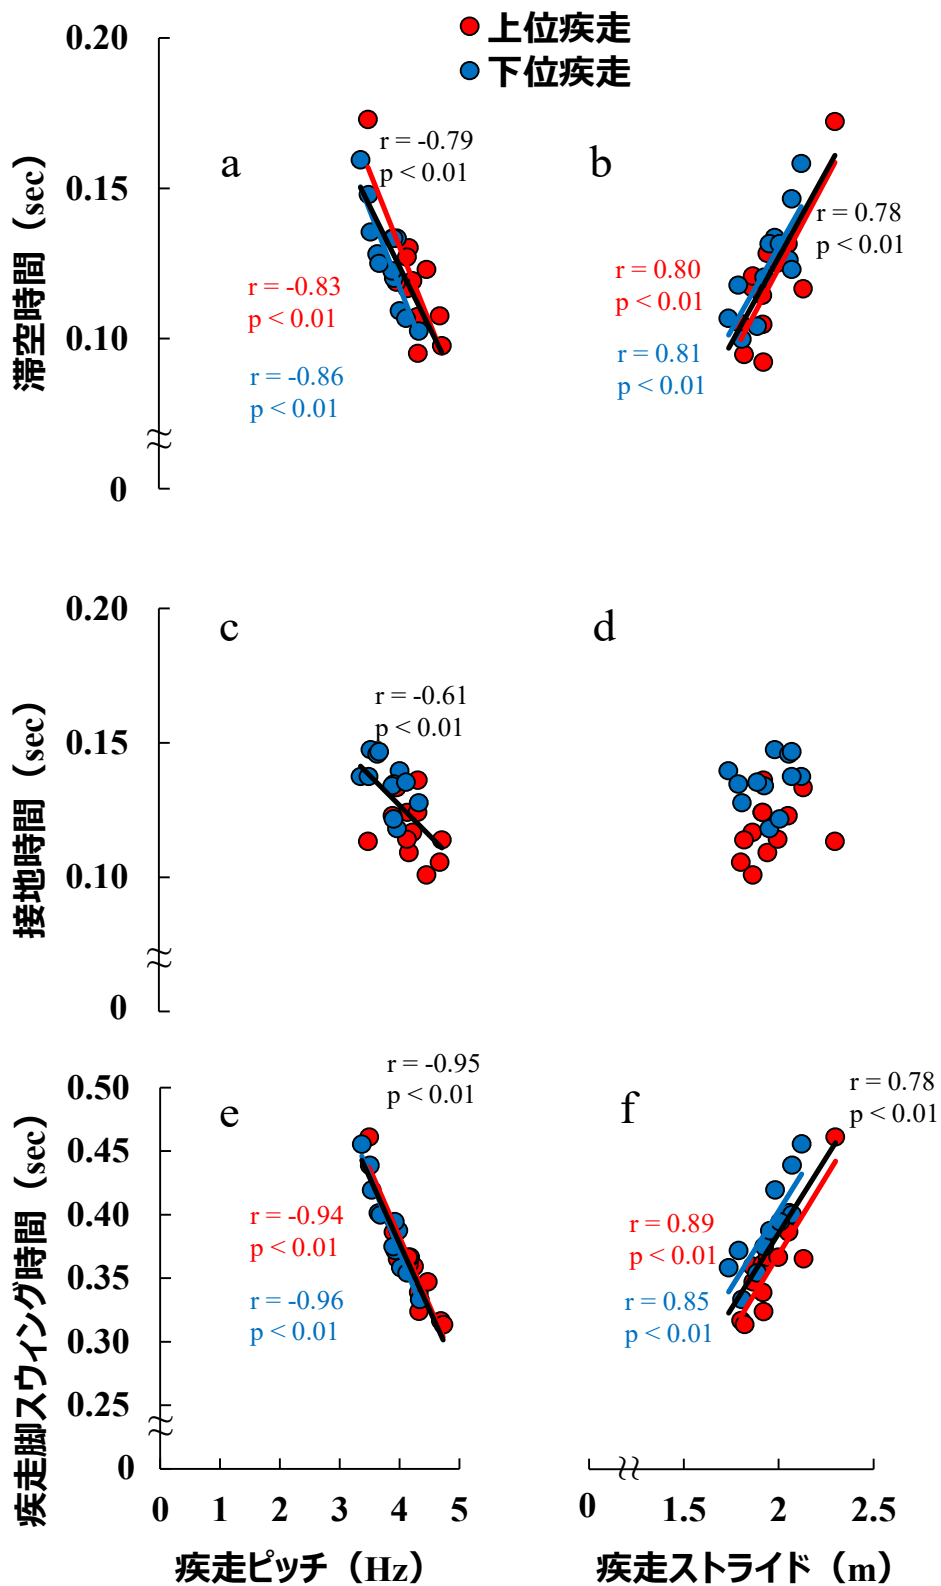 上位疾走
下位疾走
滞空時間（sec）
0.20
0.15
0.10
0
a
r = -0.79
p < 0.01
r = -0.83
p < 0.01
r = -0.86
p < 0.01
b
r = 0.78
p < 0.01
r = 0.80
p < 0.01
r = 0.81
p < 0.01
接地時間（sec）
0.20
0.15
0.10
0
c
r = -0.61
p < 0.01
d
疾走脚スウィング時間（sec）
0.50
0.45
0.40
0.35
0.30
0.25
0
e
r = -0.95
p < 0.01
r = -0.94
p < 0.01
r = -0.96
p < 0.01
f
r = 0.78
p < 0.01
r = 0.89
p < 0.01
r = 0.85
p < 0.01
0 1 2 3 4 5
1.5 2 2.5
疾走ピッチ（Hz）
疾走ストライド（m）